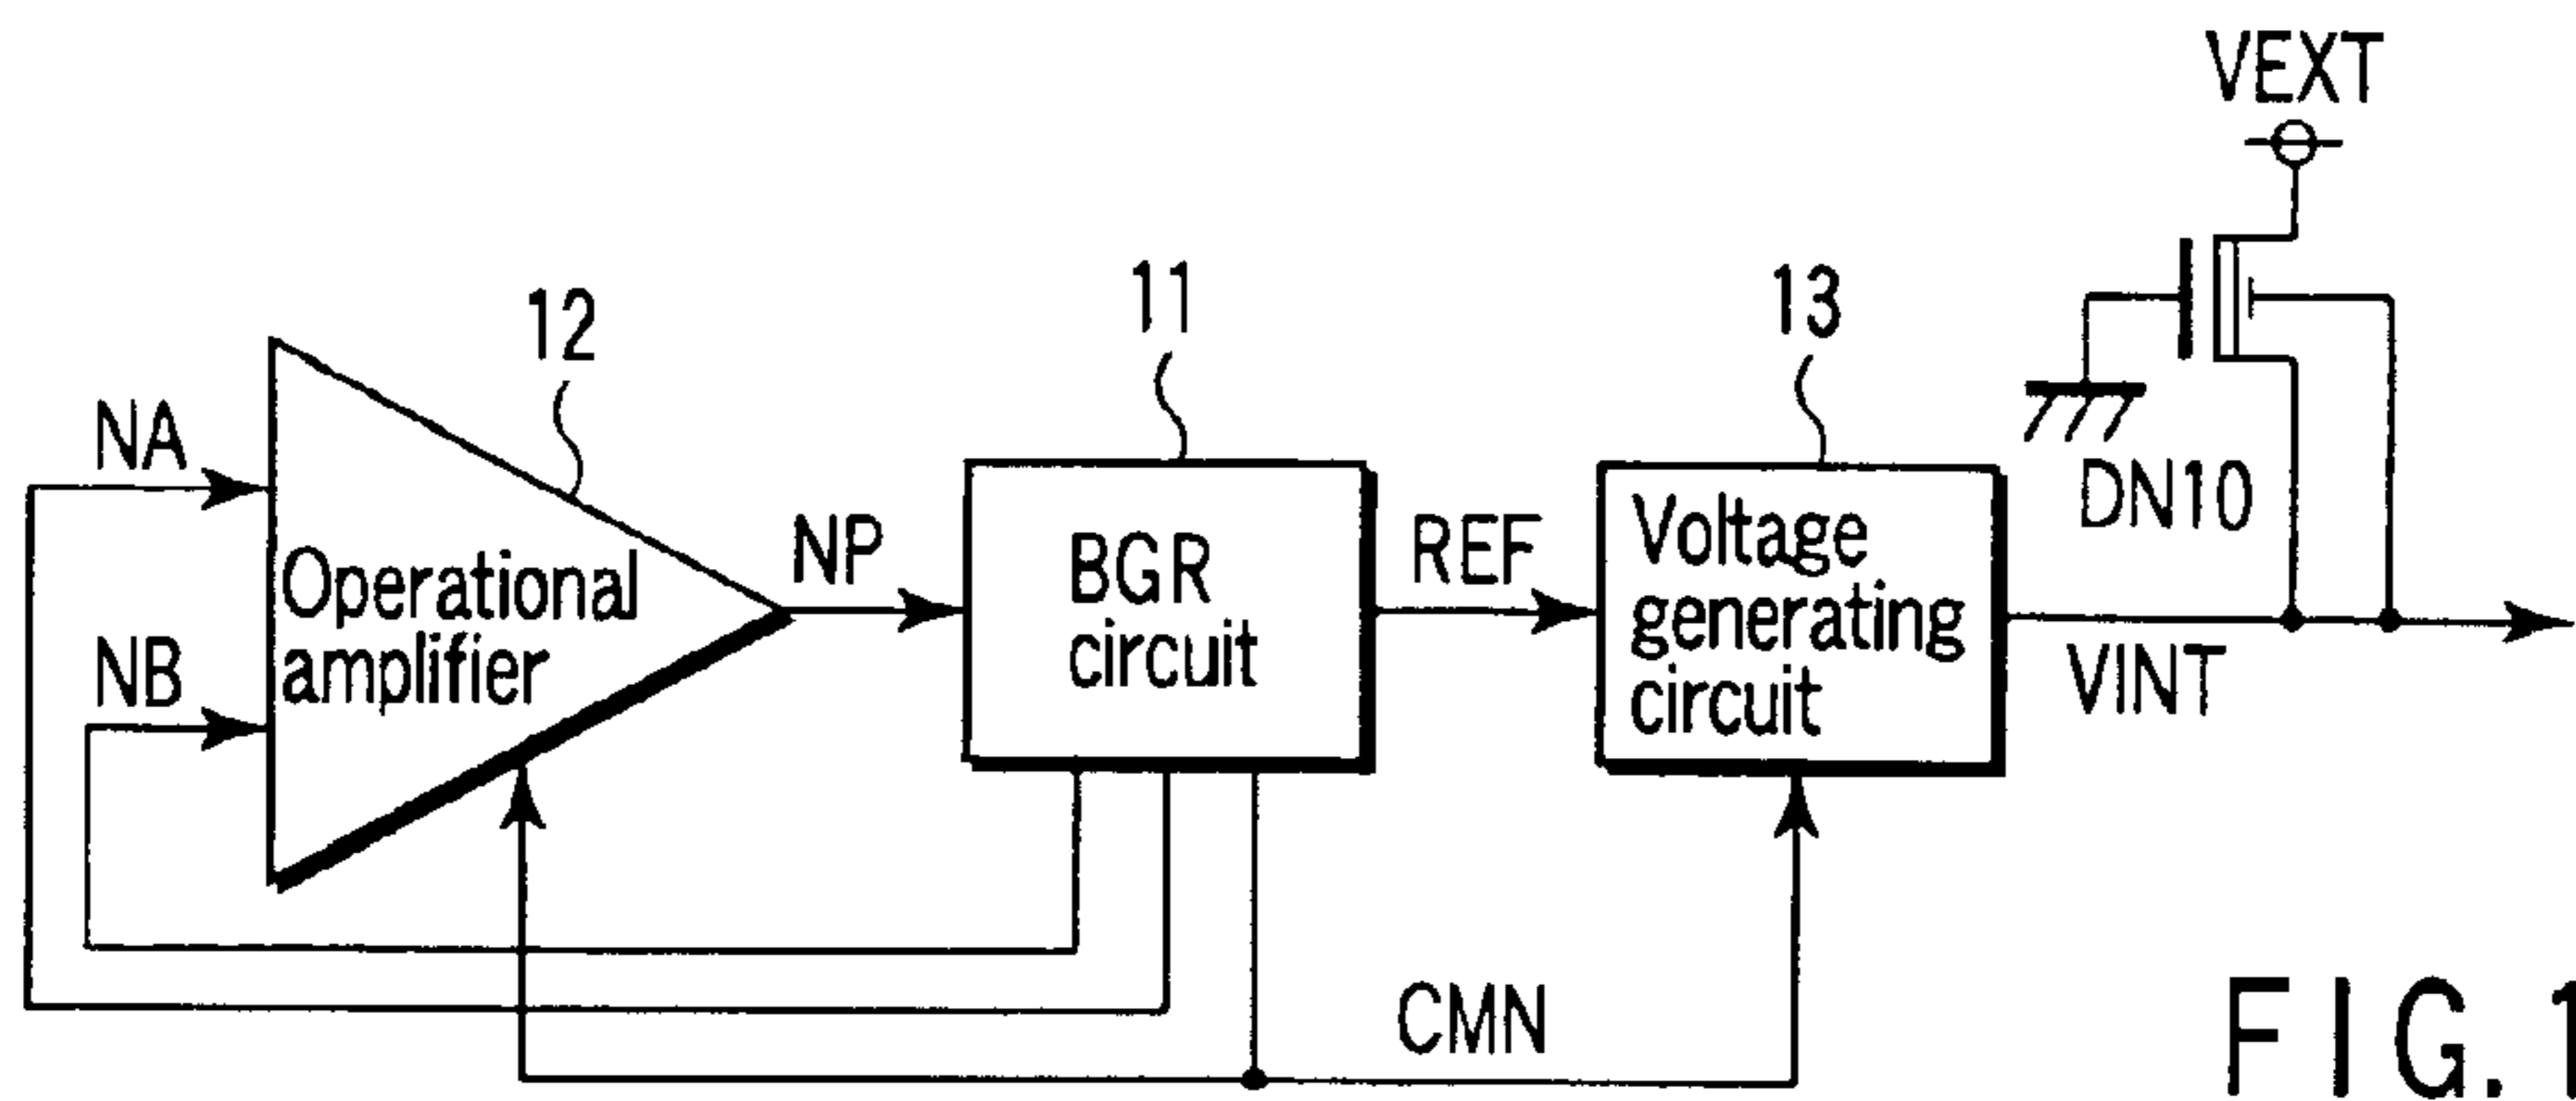 VEXT
12
11
13
NA
NB
Operational
amplifier
NP
BGR
circuit
REF
Voltage
generating
circuit
DN10
VINT
CMN
FIG. 1